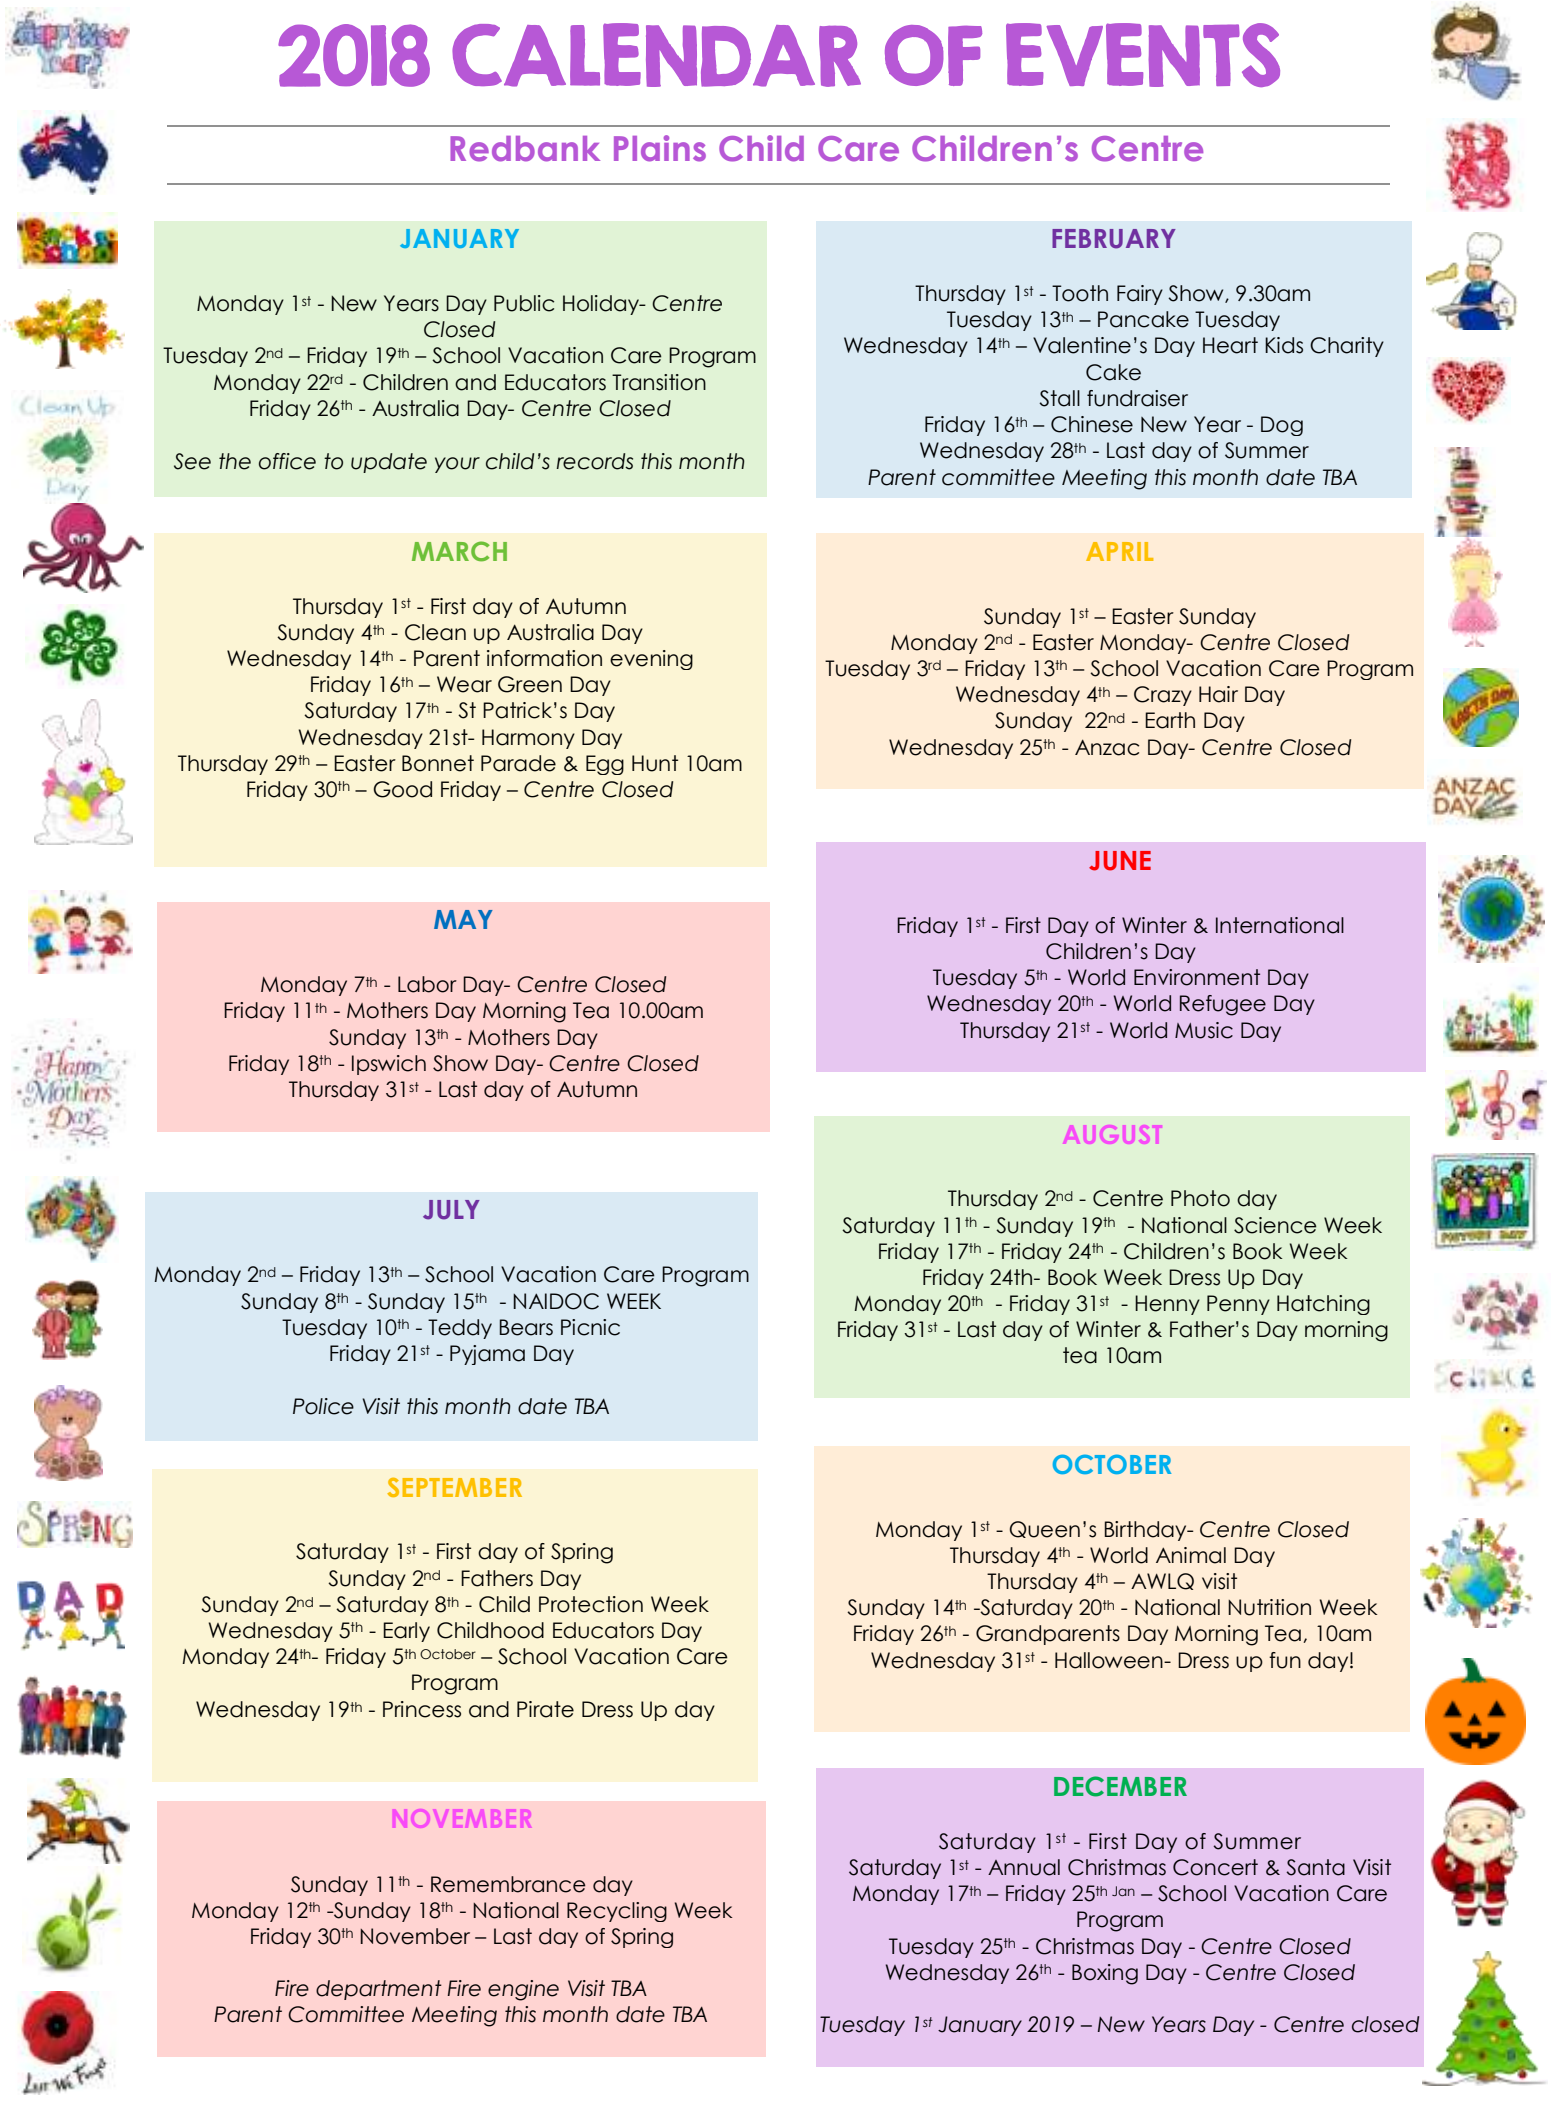 2018 CALENDAR OF EVENTS
Redbank Plains Child Care Children's Centre
JANUARY
Monday 1st - New Years Day Public Holiday- Centre
Closed
Tuesday 2nd – Friday 19th – School Vacation Care Program
Monday 22rd - Children and Educators Transition
Friday 26th - Australia Day- Centre Closed
See the office to update your child's records this month
FEBRUARY
Thursday 1st - Tooth Fairy Show, 9.30am
Tuesday 13th – Pancake Tuesday
Wednesday 14th – Valentine's Day Heart Kids Charity
Cake
Stall fundraiser
Friday 16th – Chinese New Year - Dog
Wednesday 28th - Last day of Summer
Parent committee Meeting this month date TBA
MARCH
Thursday 1st - First day of Autumn
Sunday 4th - Clean up Australia Day
Wednesday 14th - Parent information evening
Friday 16th – Wear Green Day
Saturday 17th - St Patrick's Day
Wednesday 21st- Harmony Day
Thursday 29th – Easter Bonnet Parade & Egg Hunt 10am
Friday 30th – Good Friday – Centre Closed
APRIL
Sunday 1st – Easter Sunday
Monday 2nd - Easter Monday- Centre Closed
Tuesday 3rd – Friday 13th – School Vacation Care Program
Wednesday 4th – Crazy Hair Day
Sunday 22nd - Earth Day
Wednesday 25th - Anzac Day- Centre Closed
MAY
Monday 7th - Labor Day- Centre Closed
Friday 11th - Mothers Day Morning Tea 10.00am
Sunday 13th - Mothers Day
Friday 18th - Ipswich Show Day- Centre Closed
Thursday 31st - Last day of Autumn
JUNE
Friday 1st - First Day of Winter & International
Children's Day
Tuesday 5th - World Environment Day
Wednesday 20th - World Refugee Day
Thursday 21st - World Music Day
JULY
Monday 2nd – Friday 13th – School Vacation Care Program
Sunday 8th - Sunday 15th - NAIDOC WEEK
Tuesday 10th - Teddy Bears Picnic
Friday 21st - Pyjama Day
Police Visit this month date TBA
AUGUST
Thursday 2nd - Centre Photo day
Saturday 11th - Sunday 19th - National Science Week
Friday 17th - Friday 24th - Children's Book Week
Friday 24th- Book Week Dress Up Day
Monday 20th - Friday 31st - Henny Penny Hatching
Friday 31st - Last day of Winter & Father's Day morning
tea 10am
SEPTEMBER
Saturday 1st - First day of Spring
Sunday 2nd - Fathers Day
Sunday 2nd – Saturday 8th - Child Protection Week
Wednesday 5th - Early Childhood Educators Day
Monday 24th- Friday 5th October – School Vacation Care
Program
Wednesday 19th - Princess and Pirate Dress Up day
OCTOBER
Monday 1st - Queen's Birthday- Centre Closed
Thursday 4th - World Animal Day
Thursday 4th – AWLQ visit
Sunday 14th -Saturday 20th - National Nutrition Week
Friday 26th - Grandparents Day Morning Tea, 10am
Wednesday 31st - Halloween- Dress up fun day!
NOVEMBER
Sunday 11th - Remembrance day
Monday 12th -Sunday 18th - National Recycling Week
Friday 30th November – Last day of Spring
Fire department Fire engine Visit TBA
Parent Committee Meeting this month date TBA
DECEMBER
Saturday 1st - First Day of Summer
Saturday 1st - Annual Christmas Concert & Santa Visit
Monday 17th – Friday 25th Jan – School Vacation Care
Program
Tuesday 25th - Christmas Day - Centre Closed
Wednesday 26th - Boxing Day - Centre Closed
Tuesday 1st January 2019 – New Years Day - Centre closed
Happy New
Year!
Back to
School
Clean Up
Day
Happy
Mothers
Day
SPRING
DAD
Lest We Forget
EARTH DAY
ANZAC
DAY
PICTURE DAY
SCIENCE